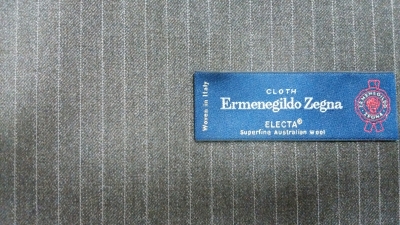 Woven in Italy
CLOTH
Ermenegildo Zegna
ELECTA®
Superfine Australian Wool
ERMENEGILDO
ZEGNA